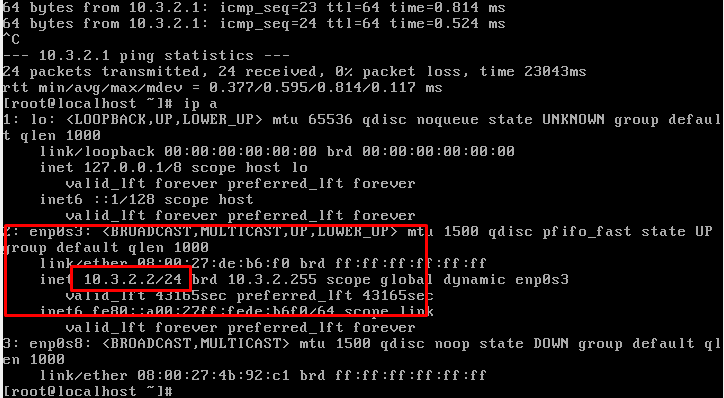 64 bytes from 10.3.2.1: icmp_seq=23 ttl=64 time=0.814 ms
64 bytes from 10.3.2.1: icmp_seq=24 ttl=64 time=0.524 ms
^C
--- 10.3.2.1 ping statistics ---
24 packets transmitted, 24 received, 0% packet loss, time 23043ms
rtt min/avg/max/mdev = 0.377/0.595/0.814/0.117 ms
[root@localhost ~]# ip a
1: lo: <LOOPBACK,UP,LOWER_UP> mtu 65536 qdisc noqueue state UNKNOWN group defaul
t qlen 1000
    link/loopback 00:00:00:00:00:00 brd 00:00:00:00:00:00
    inet 127.0.0.1/8 scope host lo
       valid_lft forever preferred_lft forever
    inet6 ::1/128 scope host
       valid_lft forever preferred_lft forever
2: enp0s3: <BROADCAST,MULTICAST,UP,LOWER_UP> mtu 1500 qdisc pfifo_fast state UP
group default qlen 1000
    link/ether 08:00:27:de:b6:f0 brd ff:ff:ff:ff:ff:ff
    inet 10.3.2.2/24 brd 10.3.2.255 scope global dynamic enp0s3
       valid_lft 43165sec preferred_lft 43165sec
    inet6 fe80::a00:27ff:fede:b6f0/64 scope link
       valid_lft forever preferred_lft forever
3: enp0s8: <BROADCAST,MULTICAST> mtu 1500 qdisc noop state DOWN group default ql
en 1000
    link/ether 08:00:27:4b:92:c1 brd ff:ff:ff:ff:ff:ff
[root@localhost ~]#